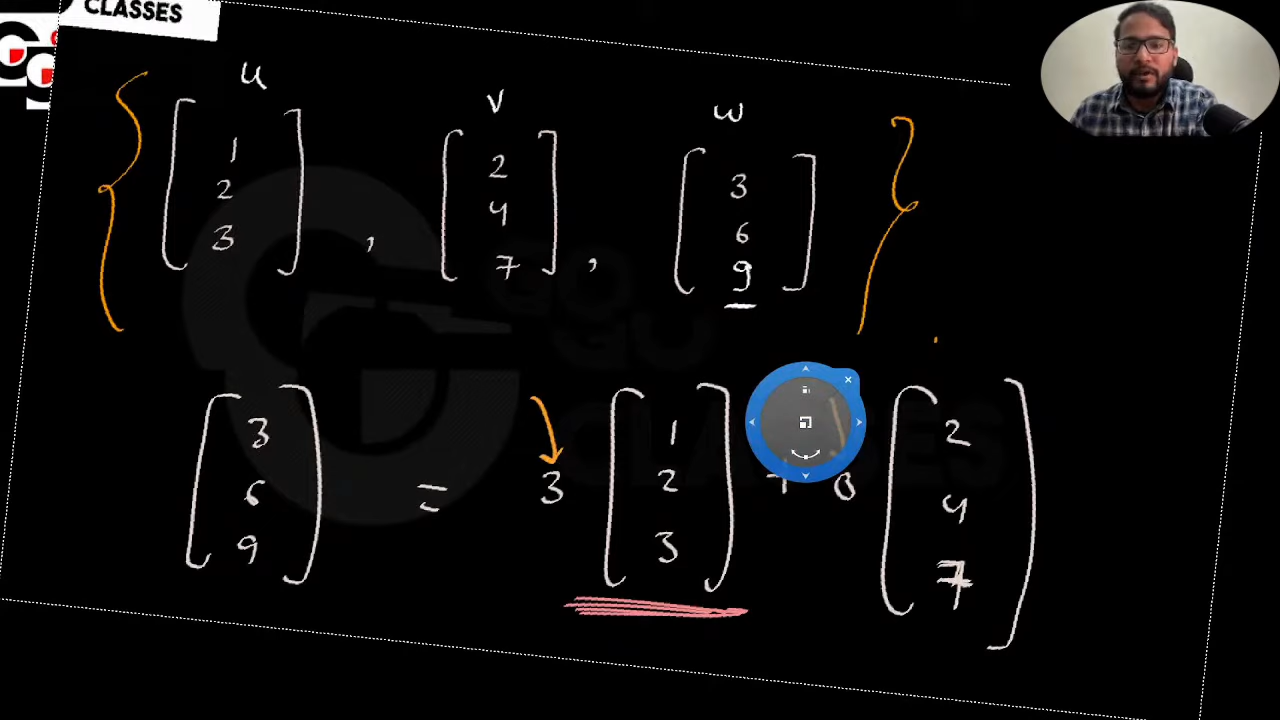 CLASSES
u v w
{ [ 1 2 3 ] , [ 2 4 7 ] , [ 3 6 9 ] }
[ 3 6 9 ] = 3 [ 1 2 3 ] + 0 [ 2 4 7 ]